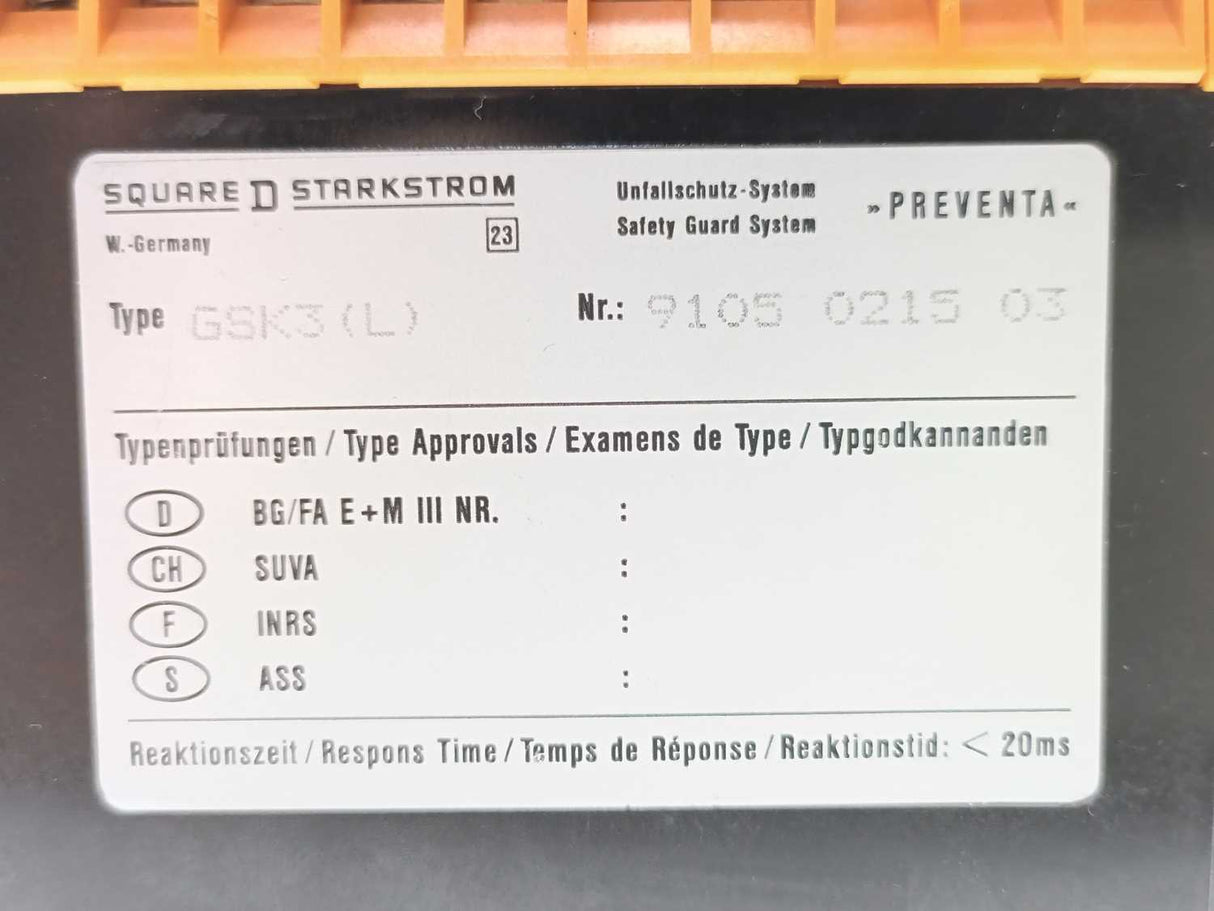 SQUARE D STARKSTROM
W.-Germany
23
Unfallschutz-System
Safety Guard System
»PREVENTA«
Type GSK3(L)
Nr.: 9105 0215 03
Typenprüfungen / Type Approvals / Examens de Type / Typgodkannanden
D BG/FA E+M III NR. :
CH SUVA :
F INRS :
S ASS :
Reaktionszeit / Respons Time / Temps de Réponse / Reaktionstid: < 20ms